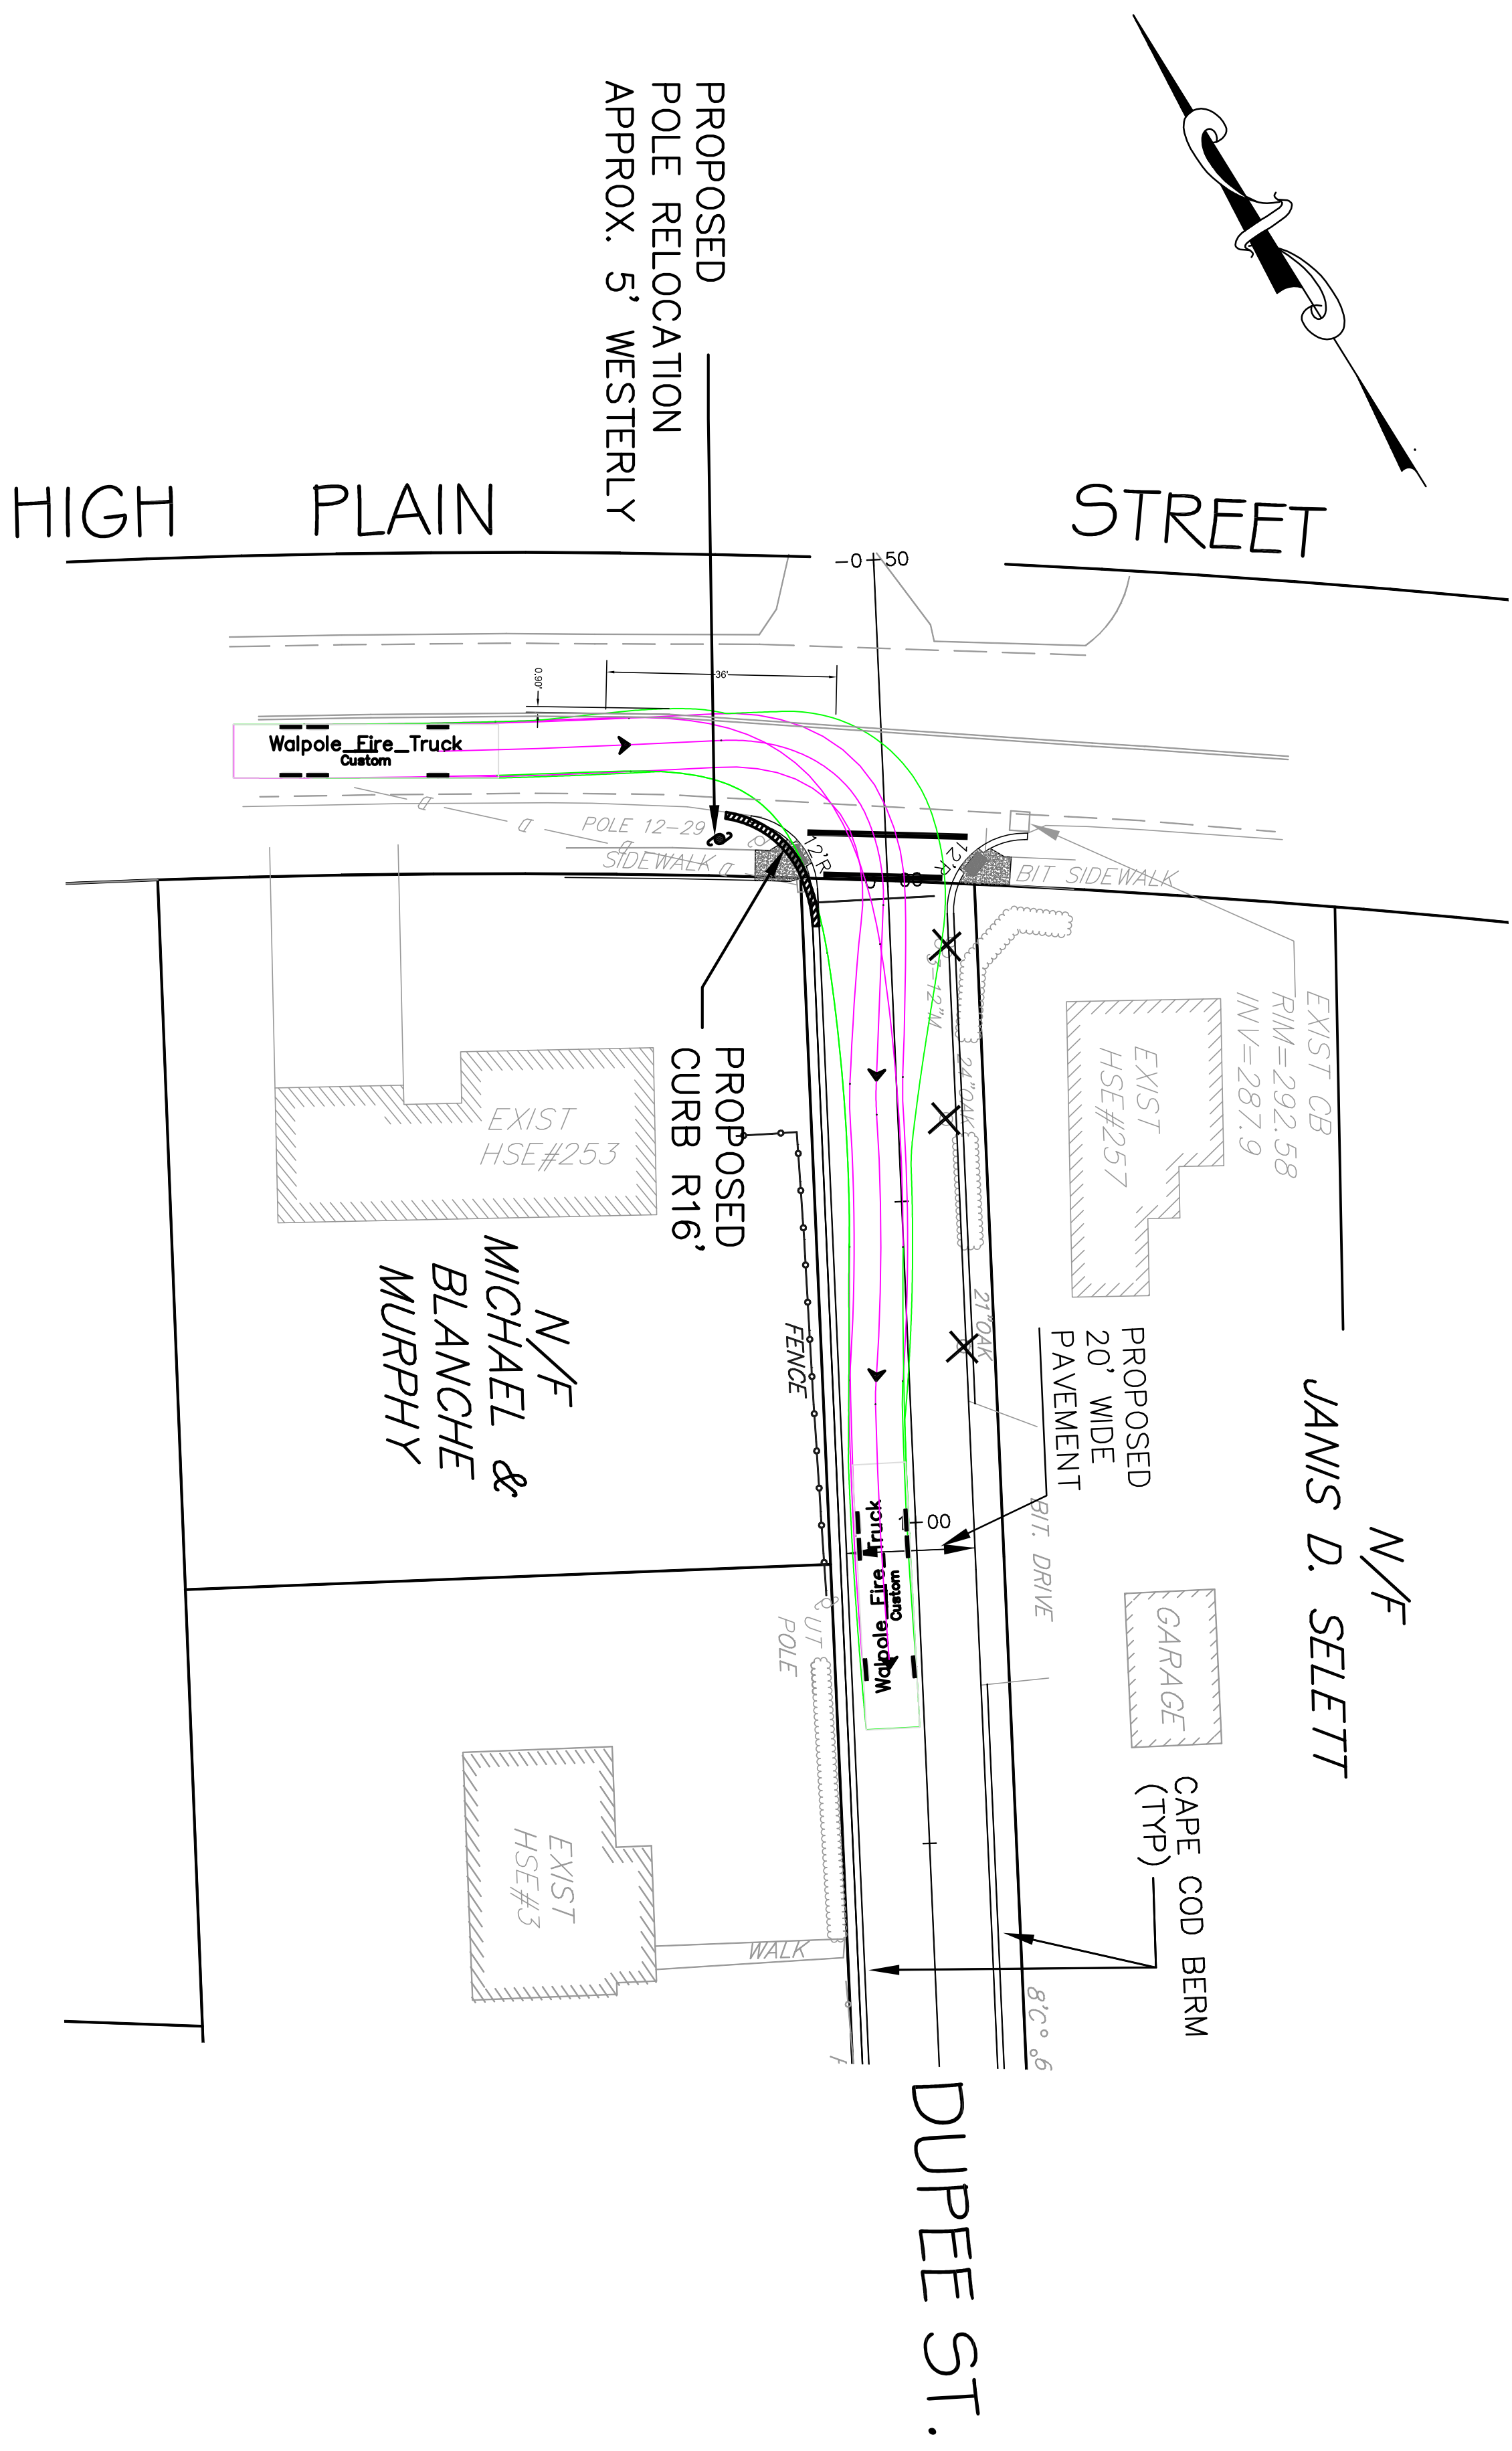 PROPOSED
POLE RELOCATION
APPROX. 5' WESTERLY
HIGH PLAIN STREET
-0+50
36'
0.90'
Walpole_Fire_Truck
Custom
POLE 12-29
SIDEWALK
12'R
12'R
BIT SIDEWALK
EXIST CB
RIM=292.58
INV=287.9
EXIST
HSE#257
24"OAK
21"OAK
EXIST
HSE#253
PROPOSED
CURB R16'
N/F
MICHAEL &
BLANCHE
MURPHY
FENCE
PROPOSED
20' WIDE
PAVEMENT
N/F
JANIS D. SELETT
BIT. DRIVE
1+00
Walpole_Fire_Truck
Custom
GARAGE
UT
POLE
EXIST
HSE#3
WALK
CAPE COD BERM
(TYP)
DUPEE ST.